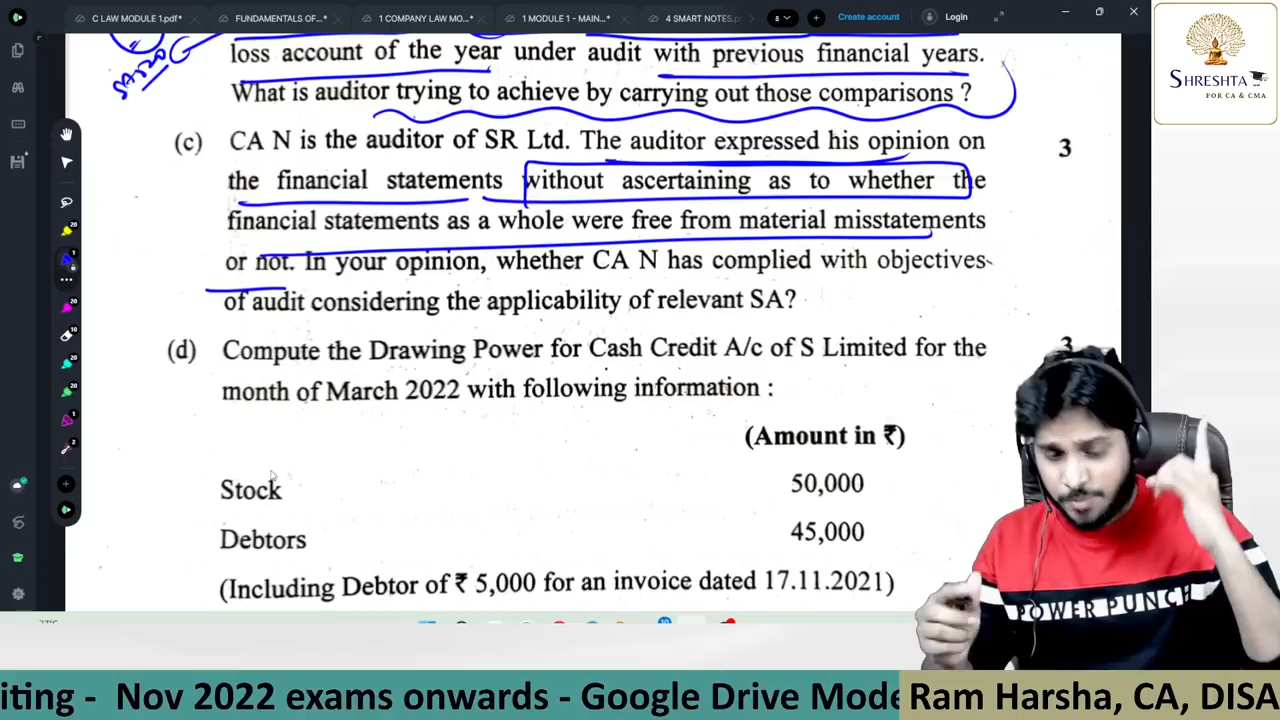 C LAW MODULE 1.pdf*
FUNDAMENTALS OF...*
1 COMPANY LAW MO...*
1 MODULE 1 - MAIN...*
4 SMART NOTES.p
8
Create account
Login
SHRESHTA
FOR CA & CMA
SA 520
loss account of the year under audit with previous financial years.
What is auditor trying to achieve by carrying out those comparisons ?
(c) CA N is the auditor of SR Ltd. The auditor expressed his opinion on 3
the financial statements without ascertaining as to whether the
financial statements as a whole were free from material misstatements
or not. In your opinion, whether CA N has complied with objectives
of audit considering the applicability of relevant SA?
(d) Compute the Drawing Power for Cash Credit A/c of S Limited for the 3
month of March 2022 with following information :
(Amount in ₹)
Stock 50,000
Debtors 45,000
(Including Debtor of ₹ 5,000 for an invoice dated 17.11.2021)
POWER PUNCH
iting - Nov 2022 exams onwards - Google Drive Mode
Ram Harsha, CA, DISA